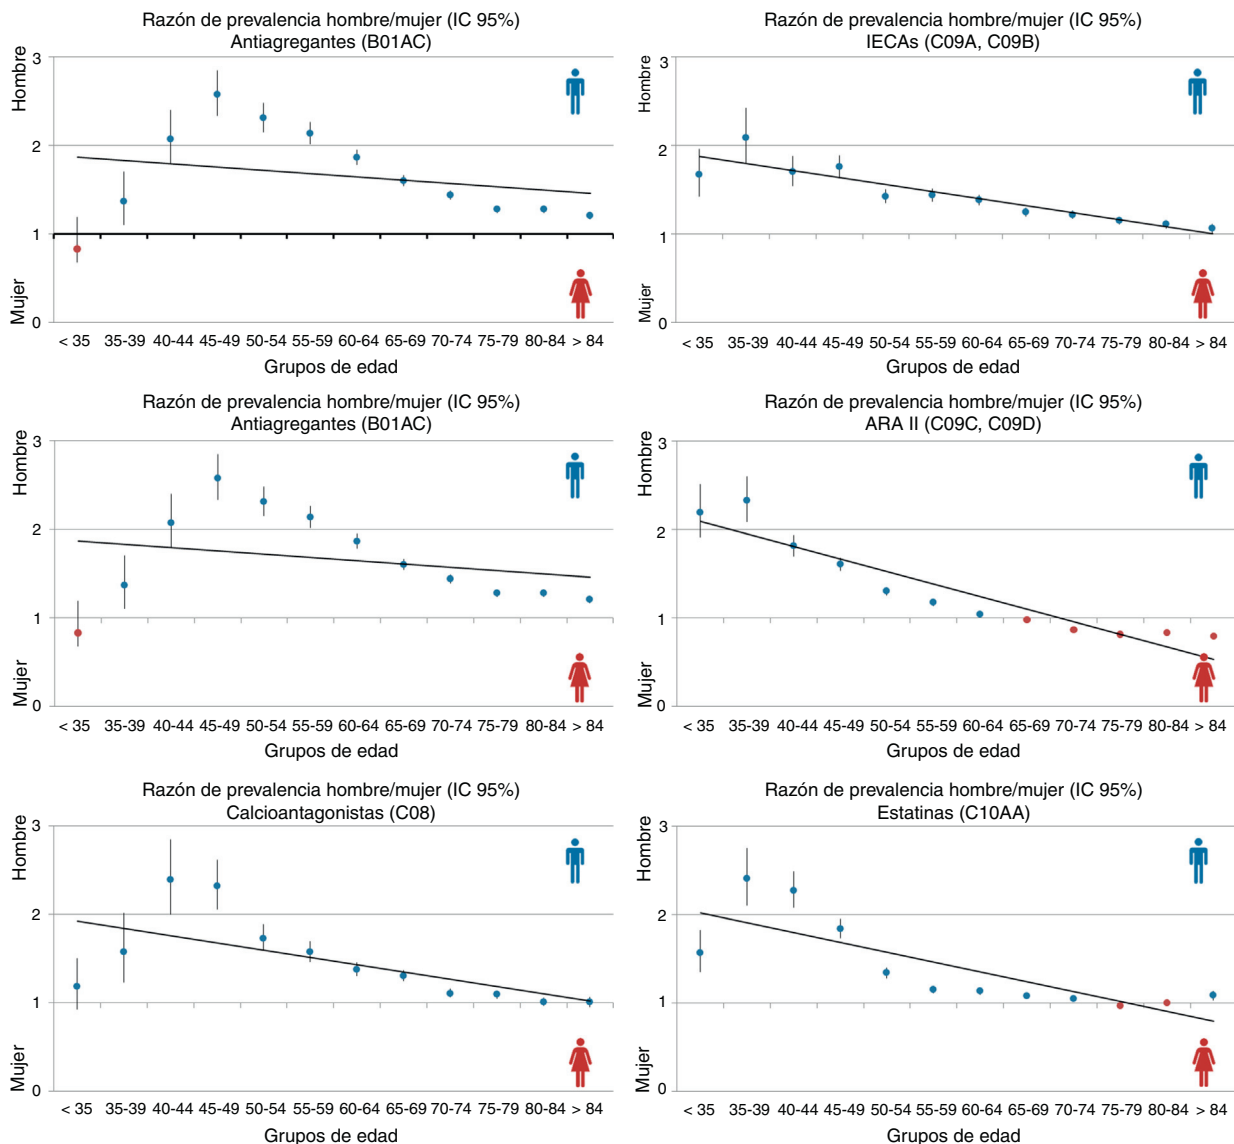 Razón de prevalencia hombre/mujer (IC 95%)
Antiagregantes (B01AC)
3
2
1
0
Hombre
Mujer
< 35 35-39 40-44 45-49 50-54 55-59 60-64 65-69 70-74 75-79 80-84 > 84
Grupos de edad
Razón de prevalencia hombre/mujer (IC 95%)
IECAs (C09A, C09B)
3
2
1
0
Hombre
Mujer
< 35 35-39 40-44 45-49 50-54 55-59 60-64 65-69 70-74 75-79 80-84 > 84
Grupos de edad
Razón de prevalencia hombre/mujer (IC 95%)
Antiagregantes (B01AC)
3
2
1
0
Hombre
Mujer
< 35 35-39 40-44 45-49 50-54 55-59 60-64 65-69 70-74 75-79 80-84 > 84
Grupos de edad
Razón de prevalencia hombre/mujer (IC 95%)
ARA II (C09C, C09D)
3
2
1
0
Hombre
Mujer
< 35 35-39 40-44 45-49 50-54 55-59 60-64 65-69 70-74 75-79 80-84 > 84
Grupos de edad
Razón de prevalencia hombre/mujer (IC 95%)
Calcioantagonistas (C08)
3
2
1
0
Hombre
Mujer
< 35 35-39 40-44 45-49 50-54 55-59 60-64 65-69 70-74 75-79 80-84 > 84
Grupos de edad
Razón de prevalencia hombre/mujer (IC 95%)
Estatinas (C10AA)
3
2
1
0
Hombre
Mujer
< 35 35-39 40-44 45-49 50-54 55-59 60-64 65-69 70-74 75-79 80-84 > 84
Grupos de edad